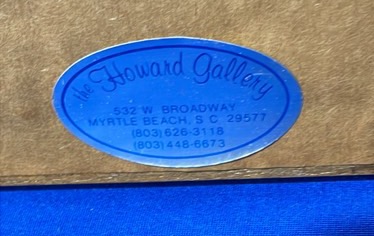 the Howard Gallery
532 W. BROADWAY
MYRTLE BEACH, S.C. 29577
(803) 626-3118
(803) 448-6673